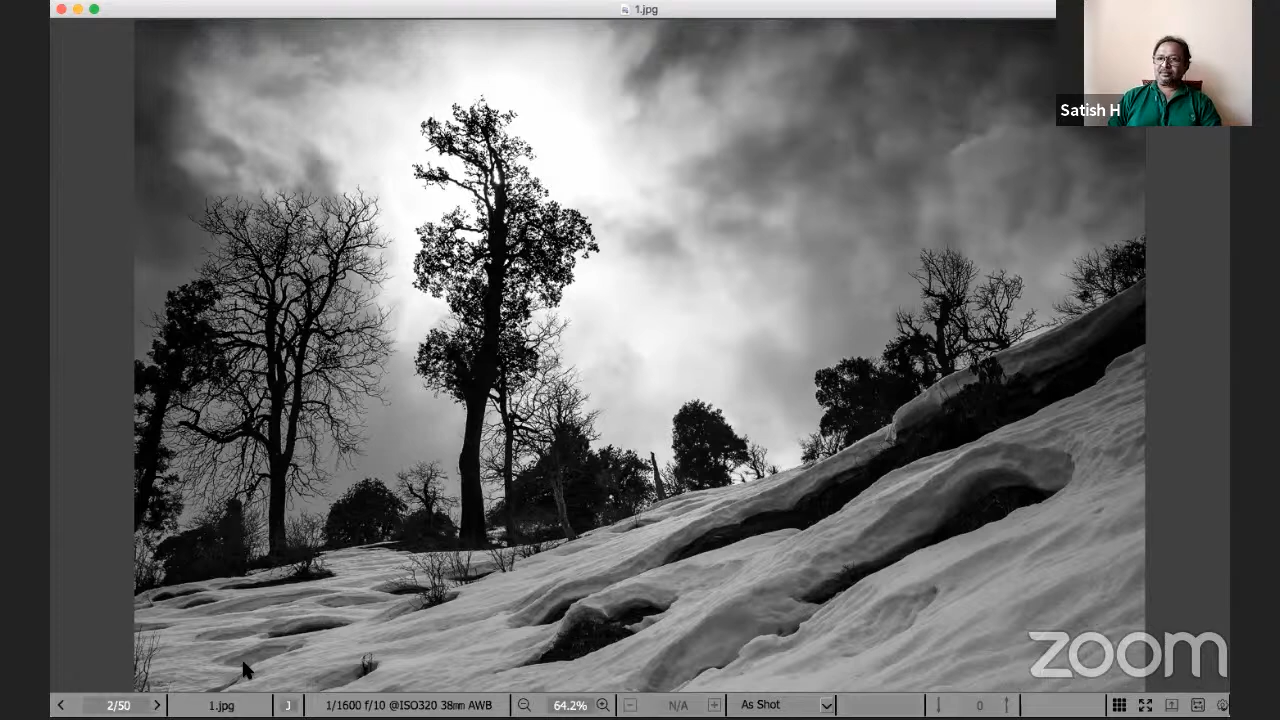 1.jpg
Satish H
zoom
2/50
1.jpg
J
1/1600 f/10 @ISO320 38mm AWB
64.2%
N/A
As Shot
0